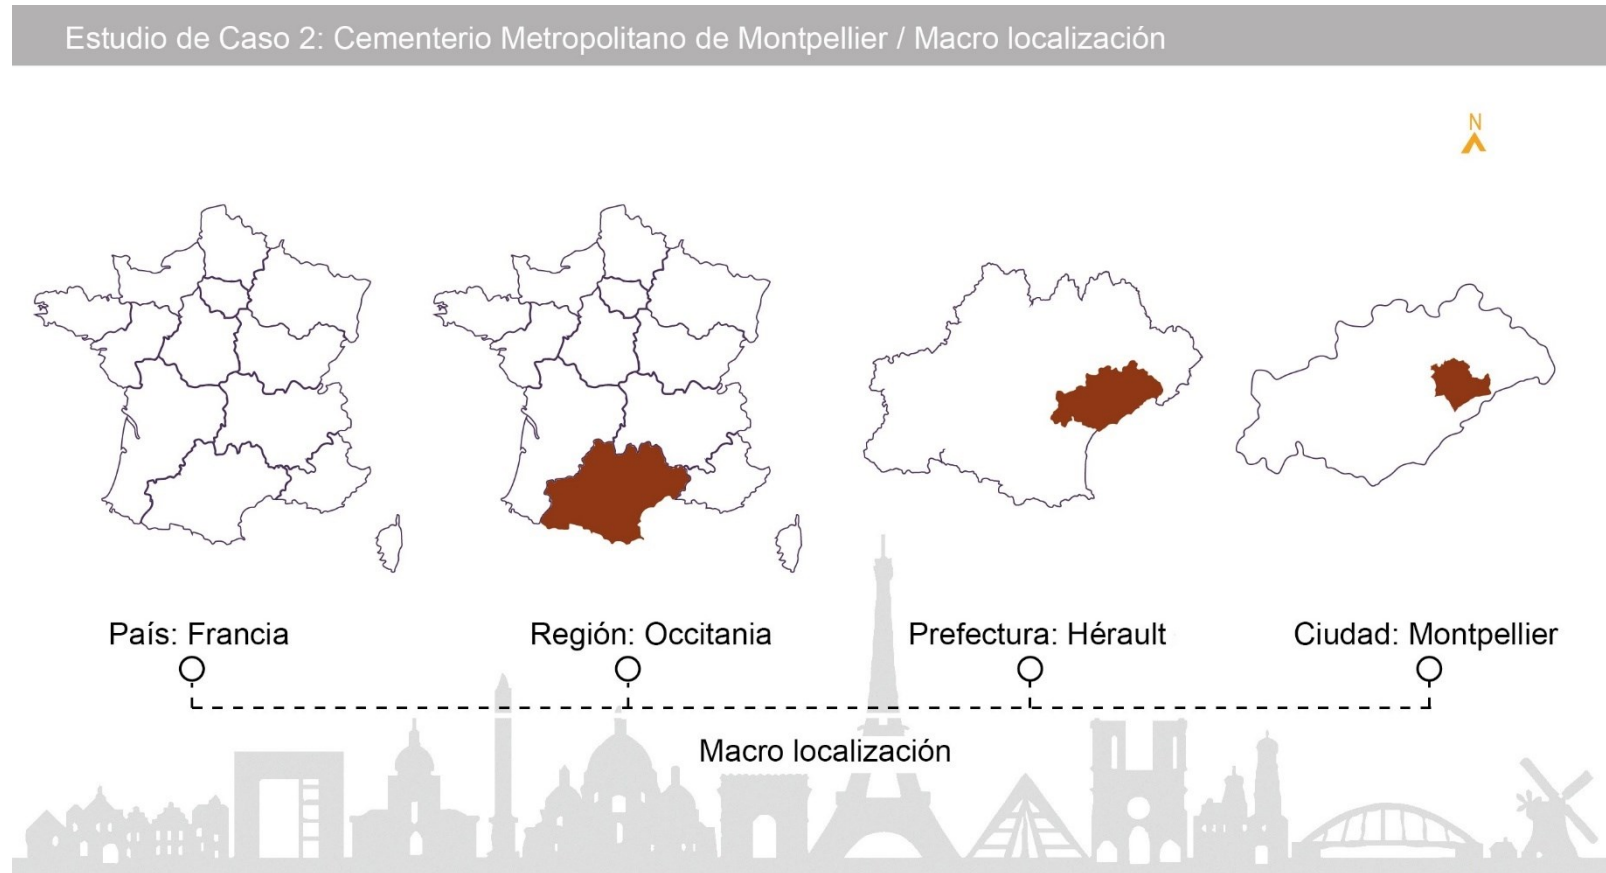 Estudio de Caso 2: Cementerio Metropolitano de Montpellier / Macro localización
N
País: Francia
Región: Occitania
Prefectura: Hérault
Ciudad: Montpellier
Macro localización